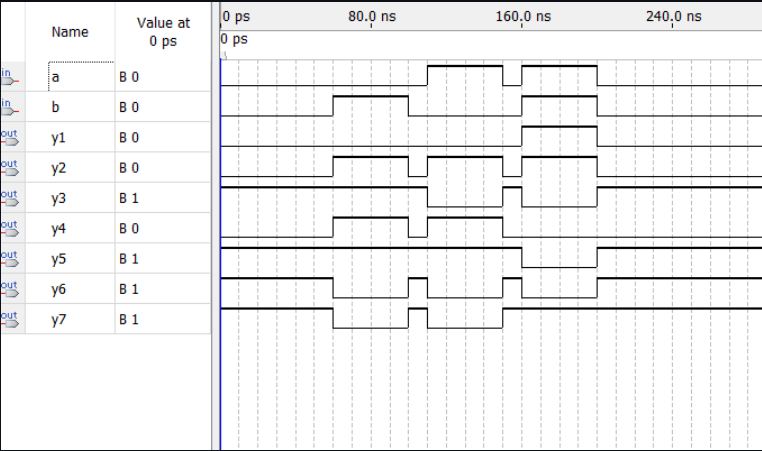 Name
Value at
0 ps
0 ps
80.0 ns
160.0 ns
240.0 ns
0 ps
in
a
B 0
in
b
B 0
out
y1
B 0
out
y2
B 0
out
y3
B 1
out
y4
B 0
out
y5
B 1
out
y6
B 1
out
y7
B 1